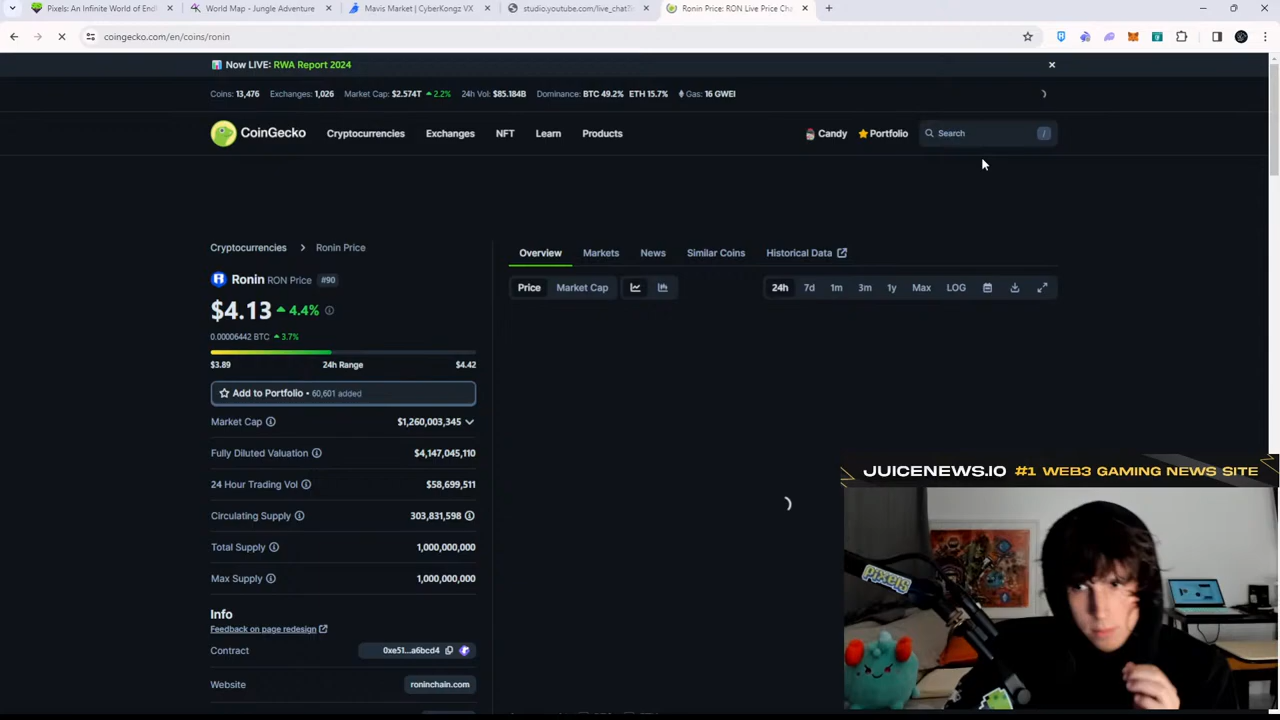 Pixels: An Infinite World of Endl
World Map - Jungle Adventure
Mavis Market | CyberKongz VX
studio.youtube.com/live_chat?
Ronin Price: RON Live Price Cha
coingecko.com/en/coins/ronin
Now LIVE: RWA Report 2024
Coins: 13,476 Exchanges: 1,026 Market Cap: $2.574T 2.2% 24h Vol: $85.184B Dominance: BTC 49.2% ETH 15.7% Gas: 16 GWEI
CoinGecko Cryptocurrencies Exchanges NFT Learn Products Candy Portfolio Search /
Cryptocurrencies > Ronin Price
Overview Markets News Similar Coins Historical Data
Ronin RON Price #90
Price Market Cap 24h 7d 1m 3m 1y Max LOG
$4.13 4.4%
0.00006442 BTC 3.7%
$3.89 24h Range $4.42
Add to Portfolio • 60,601 added
Market Cap $1,260,003,345
Fully Diluted Valuation $4,147,045,110
24 Hour Trading Vol $58,699,511
Circulating Supply 303,831,598
Total Supply 1,000,000,000
Max Supply 1,000,000,000
Info
Feedback on page redesign
Contract 0xe51...a6bcd4
Website roninchain.com
JUICENEWS.IO #1 WEB3 GAMING NEWS SITE
pixels